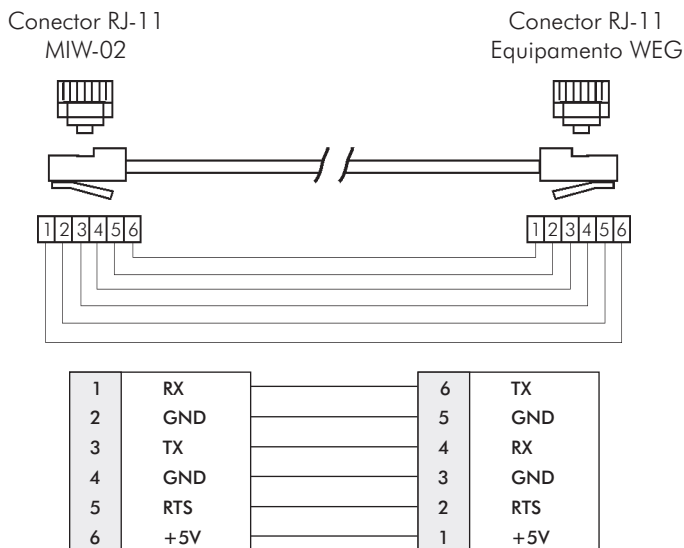 Conector RJ-11 Conector RJ-11
MIW-02 Equipamento WEG
1 2 3 4 5 6 1 2 3 4 5 6
1 RX 6 TX
2 GND 5 GND
3 TX 4 RX
4 GND 3 GND
5 RTS 2 RTS
6 +5V 1 +5V